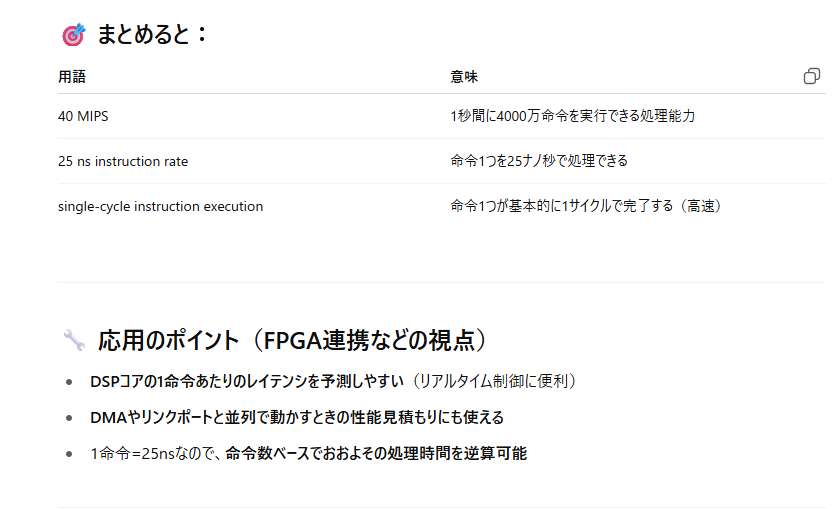 🎯 まとめると：
用語 意味
40 MIPS 1秒間に4000万命令を実行できる処理能力
25 ns instruction rate 命令1つを25ナノ秒で処理できる
single-cycle instruction execution 命令1つが基本的に1サイクルで完了する（高速）
🔧 応用のポイント（FPGA連携などの視点）
• DSPコアの1命令あたりのレイテンシを予測しやすい（リアルタイム制御に便利）
• DMAやリンクポートと並列で動かすときの性能見積もりにも使える
• 1命令=25nsなので、命令数ベースでおおよその処理時間を逆算可能